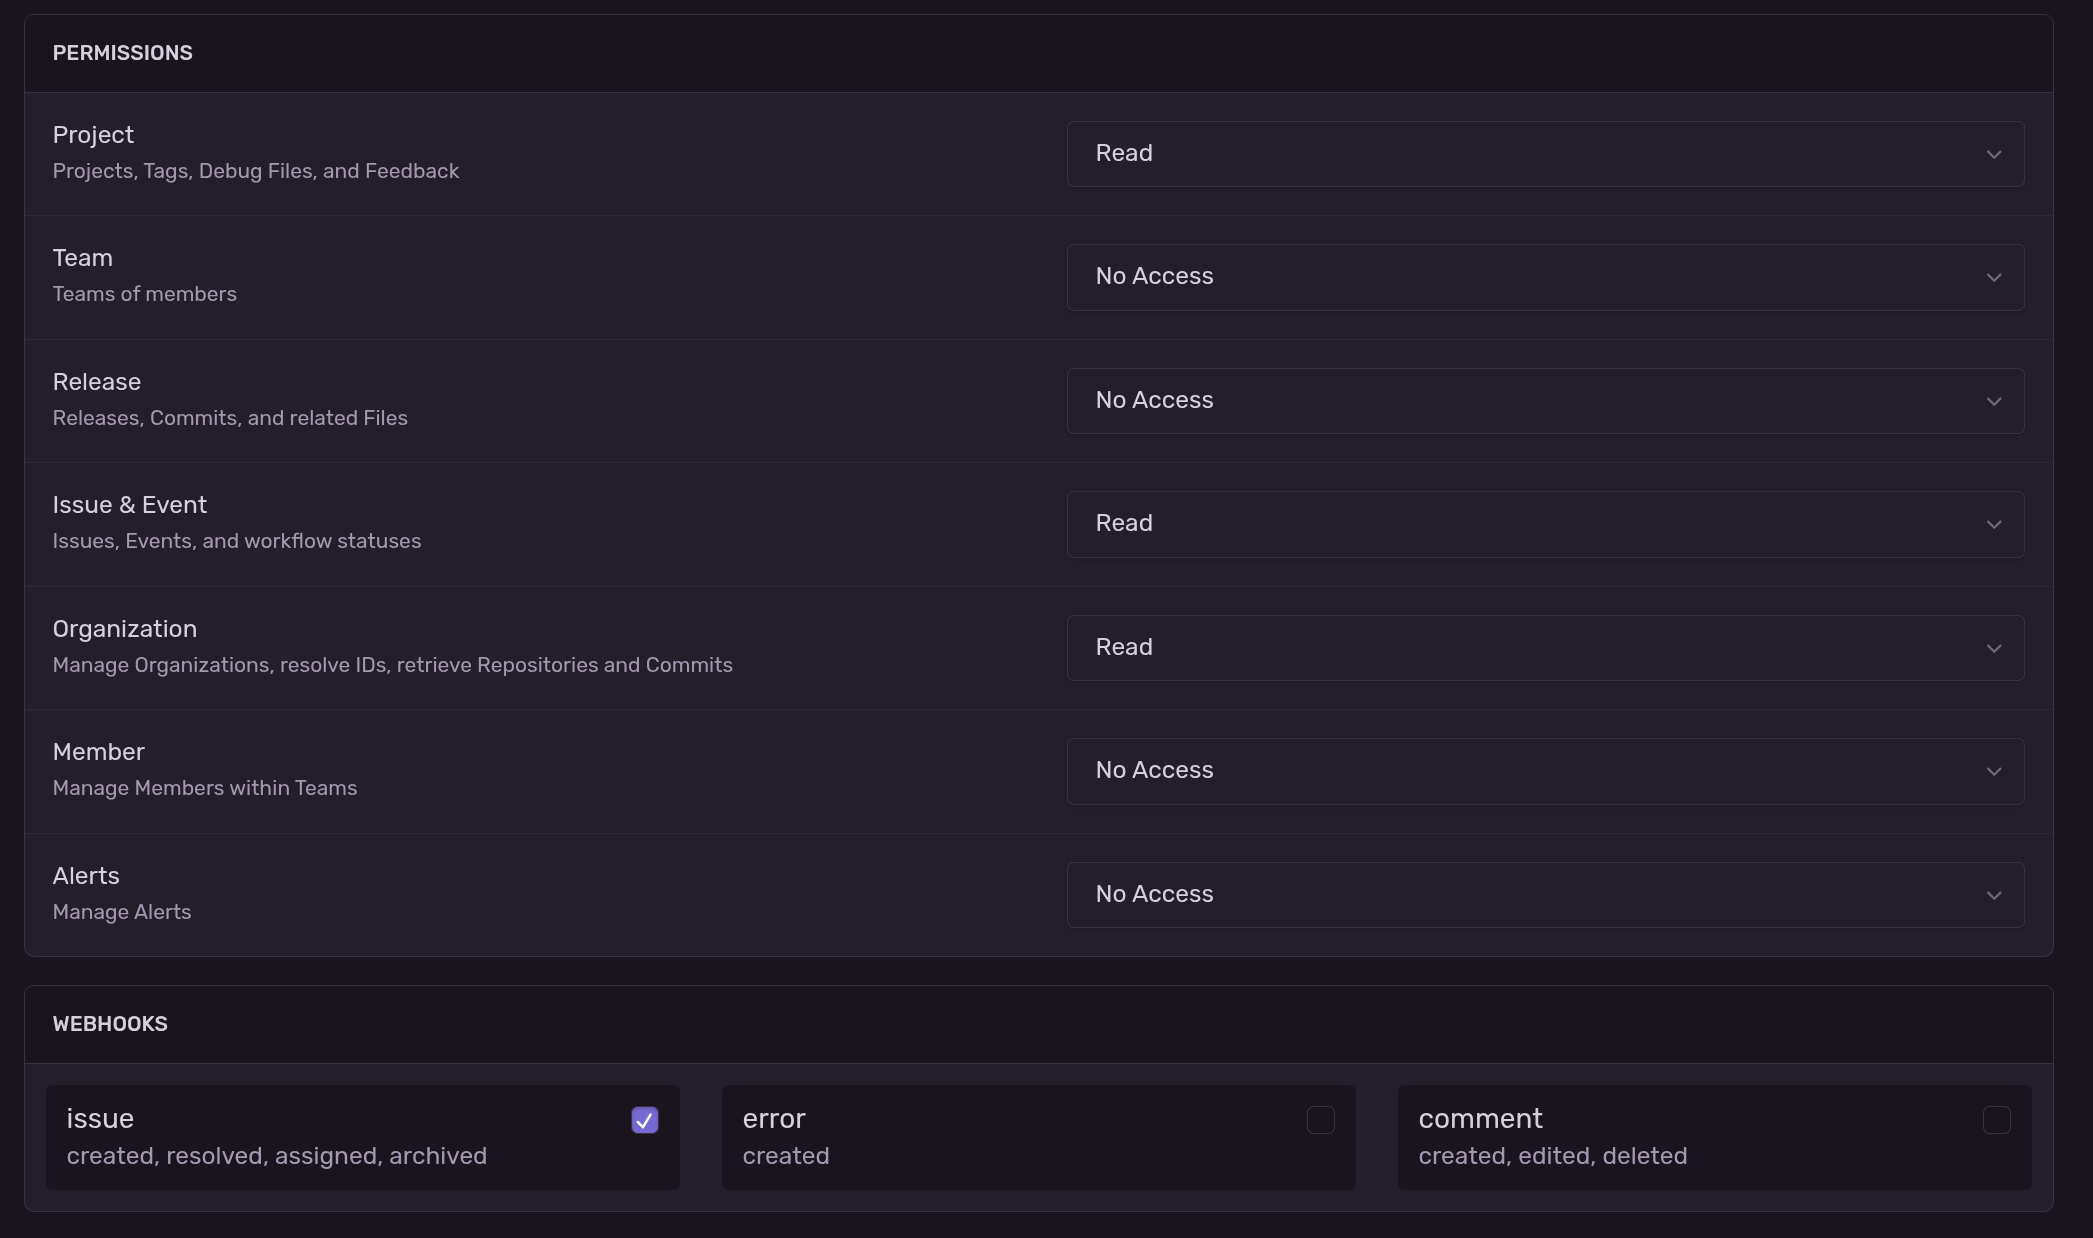 PERMISSIONS
Project
Projects, Tags, Debug Files, and Feedback
Read
Team
Teams of members
No Access
Release
Releases, Commits, and related Files
No Access
Issue & Event
Issues, Events, and workflow statuses
Read
Organization
Manage Organizations, resolve IDs, retrieve Repositories and Commits
Read
Member
Manage Members within Teams
No Access
Alerts
Manage Alerts
No Access
WEBHOOKS
issue
created, resolved, assigned, archived
error
created
comment
created, edited, deleted